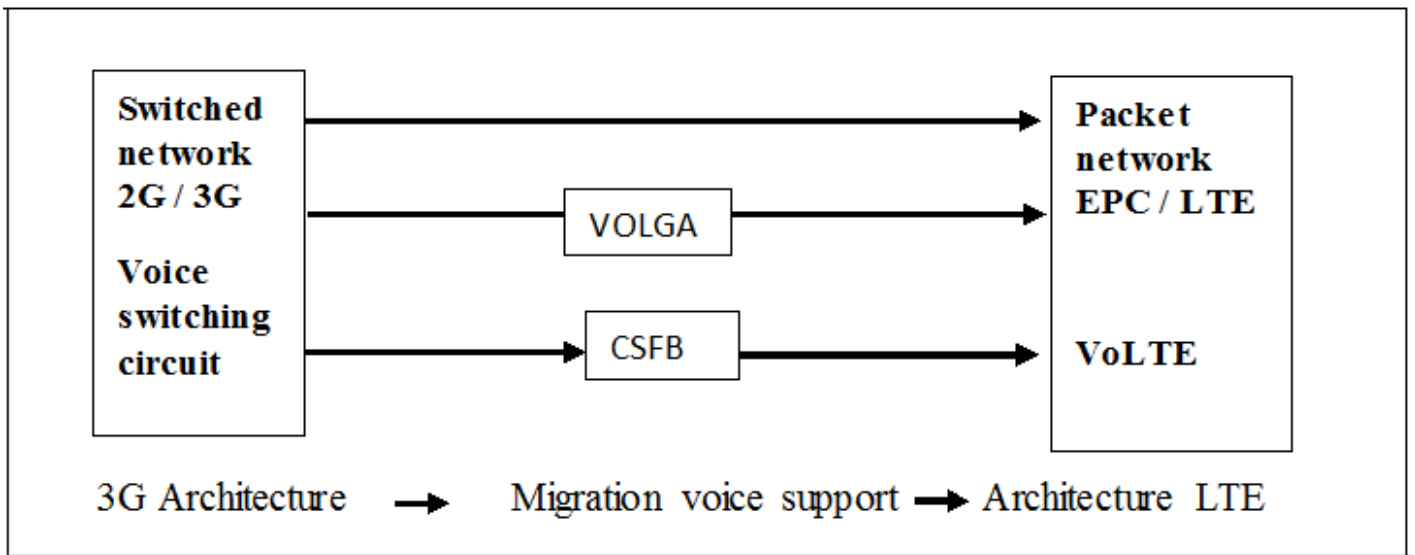 Switched
network
2G / 3G
Voice
switching
circuit
VOLGA
CSFB
Packet
network
EPC / LTE
VoLTE
3G Architecture Migration voice support Architecture LTE